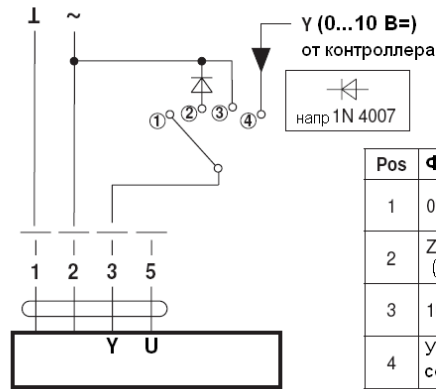 ⊥ ~
Y (0...10 В=)
от контроллера
① ② ③ ④
напр 1N 4007
1 2 3 5
Y U
Pos
1 0
2 Z
3 1
4